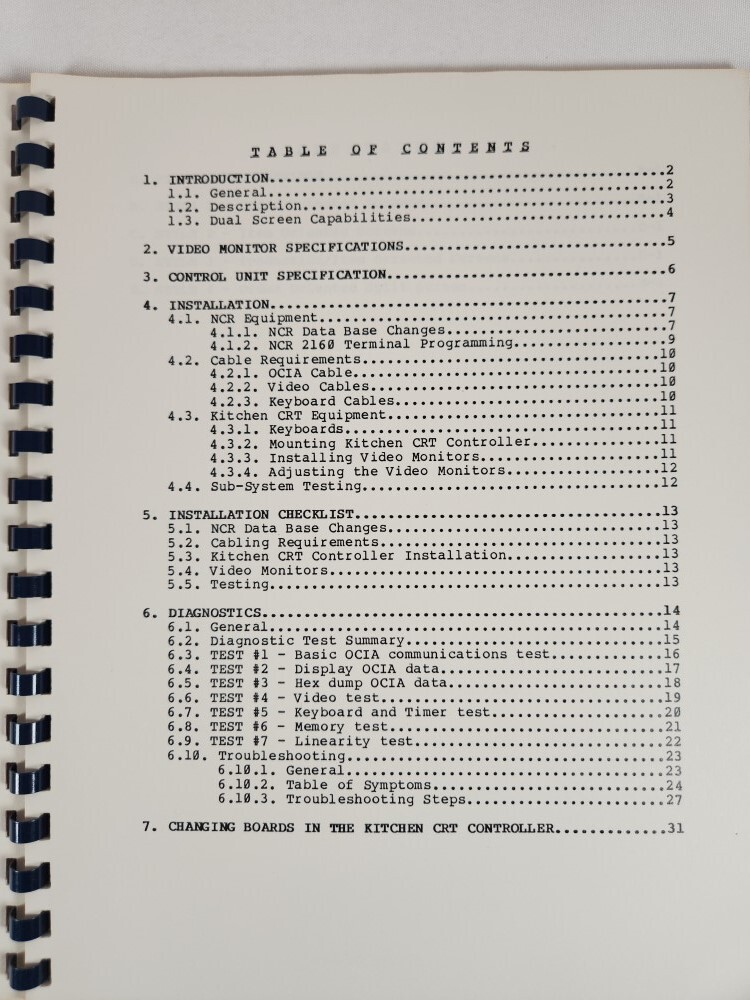 TABLE OF CONTENTS
1. INTRODUCTION...............................................2
1.1. General...............................................2
1.2. Description...........................................3
1.3. Dual Screen Capabilities..............................4
2. VIDEO MONITOR SPECIFICATIONS...............................5
3. CONTROL UNIT SPECIFICATION.................................6
4. INSTALLATION...............................................7
4.1. NCR Equipment.........................................7
4.1.1. NCR Data Base Changes..........................7
4.1.2. NCR 2160 Terminal Programming..................9
4.2. Cable Requirements...................................10
4.2.1. OCIA Cable....................................10
4.2.2. Video Cables..................................10
4.2.3. Keyboard Cables...............................10
4.3. Kitchen CRT Equipment................................11
4.3.1. Keyboards.....................................11
4.3.2. Mounting Kitchen CRT Controller...............11
4.3.3. Installing Video Monitors.....................11
4.3.4. Adjusting the Video Monitors..................12
4.4. Sub-System Testing...................................12
5. INSTALLATION CHECKLIST....................................13
5.1. NCR Data Base Changes................................13
5.2. Cabling Requirements.................................13
5.3. Kitchen CRT Controller Installation..................13
5.4. Video Monitors.......................................13
5.5. Testing..............................................13
6. DIAGNOSTICS...............................................14
6.1. General..............................................14
6.2. Diagnostic Test Summary..............................15
6.3. TEST #1 - Basic OCIA communications test.............16
6.4. TEST #2 - Display OCIA data..........................17
6.5. TEST #3 - Hex dump OCIA data.........................18
6.6. TEST #4 - Video test.................................19
6.7. TEST #5 - Keyboard and Timer test....................20
6.8. TEST #6 - Memory test................................21
6.9. TEST #7 - Linearity test.............................22
6.10. Troubleshooting.....................................23
6.10.1. General......................................23
6.10.2. Table of Symptoms............................24
6.10.3. Troubleshooting Steps........................27
7. CHANGING BOARDS IN THE KITCHEN CRT CONTROLLER.............31